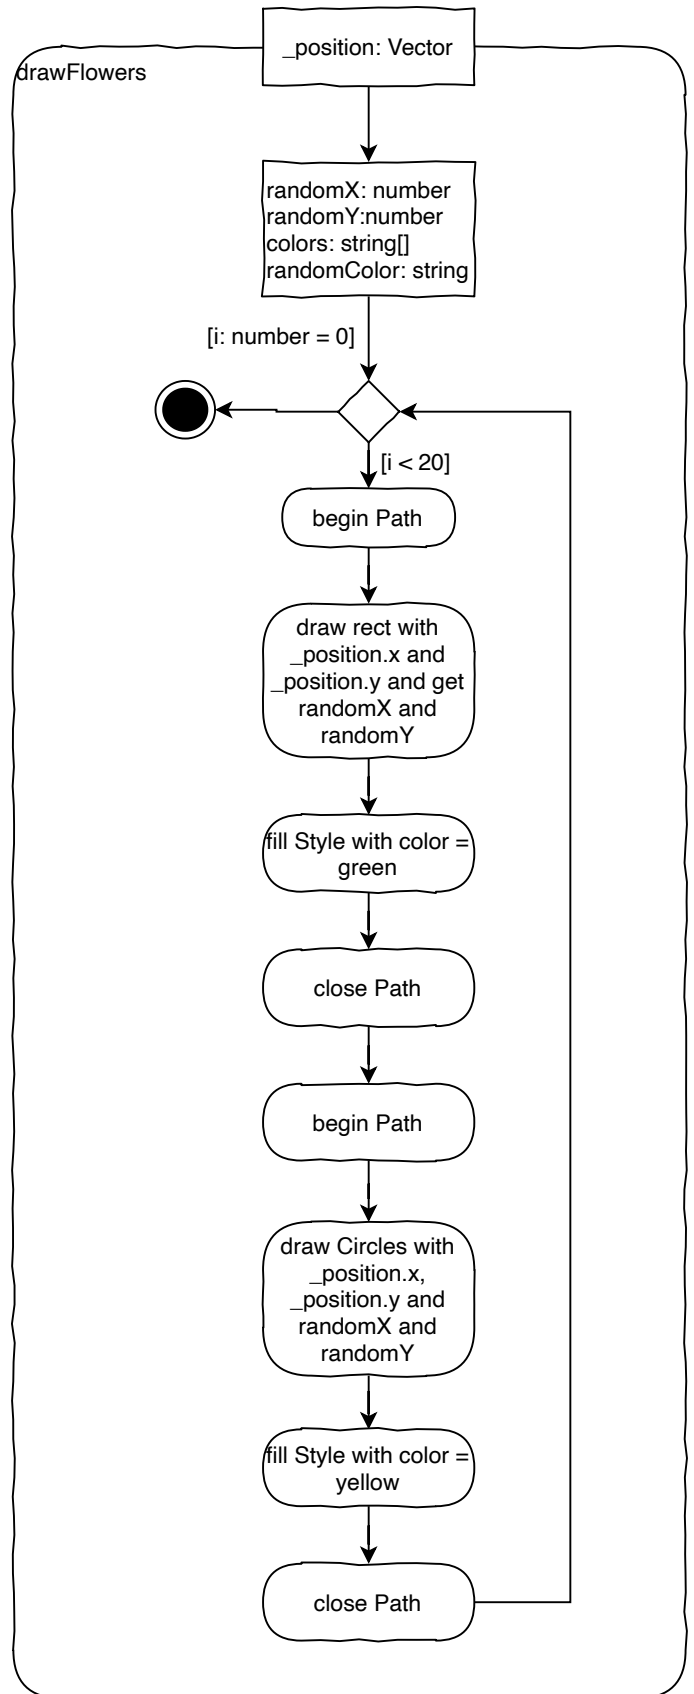 _position: Vector
drawFlowers
randomX: number
randomY:number
colors: string[]
randomColor: string
[i: number = 0]
[i < 20]
begin Path
draw rect with
_position.x and
_position.y and get
randomX and
randomY
fill Style with color =
green
close Path
begin Path
draw Circles with
_position.x,
_position.y and
randomX and
randomY
fill Style with color =
yellow
close Path